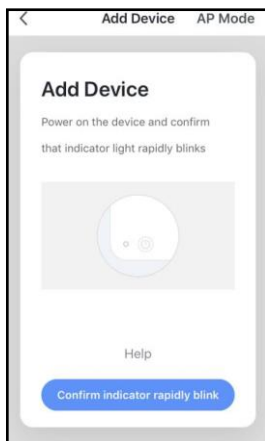 Add Device AP Mode
Add Device
Power on the device and confirm
that indicator light rapidly blinks
Help
Confirm indicator rapidly blink